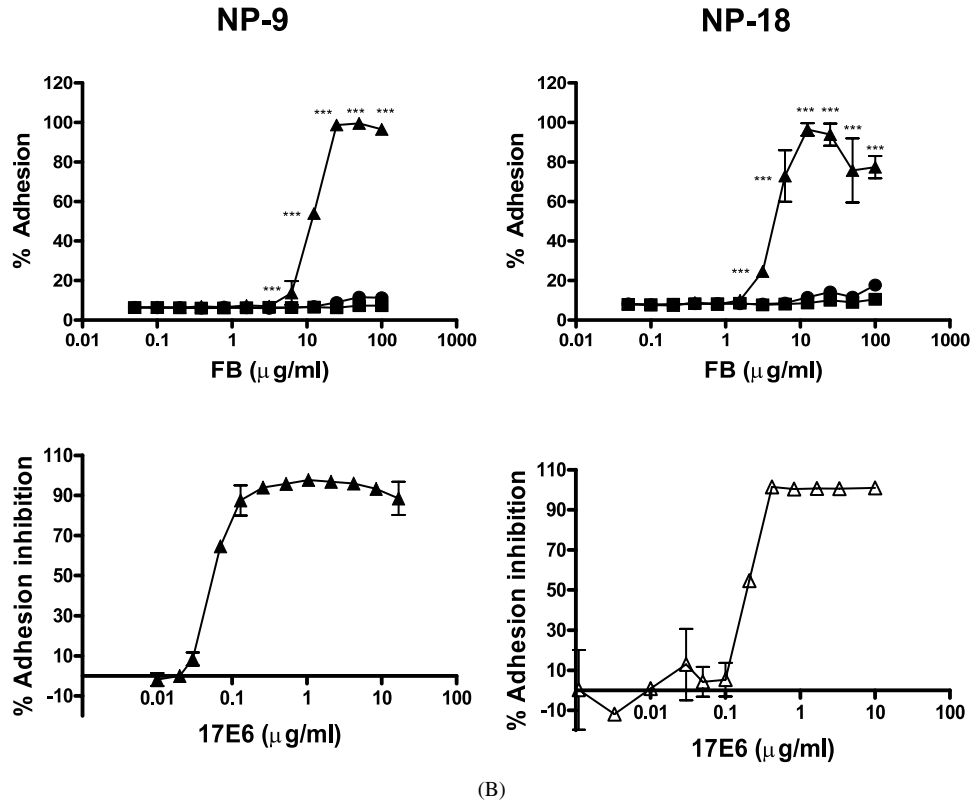 NP-9
NP-18
% Adhesion
120
100
80
60
40
20
0
*** *** *** *** *** ***
0.01 0.1 1 10 100 1000
FB (μ g/ml)
% Adhesion
120
100
80
60
40
20
0
*** *** *** *** *** ***
0.01 0.1 1 10 100 1000
FB (μ g/ml)
% Adhesion inhibition
110
90
70
50
30
10
-10
0.01 0.1 1 10 100
17E6 (μ g/ml)
% Adhesion inhibition
110
90
70
50
30
10
-10
0.01 0.1 1 10 100
17E6 (μ g/ml)
(B)